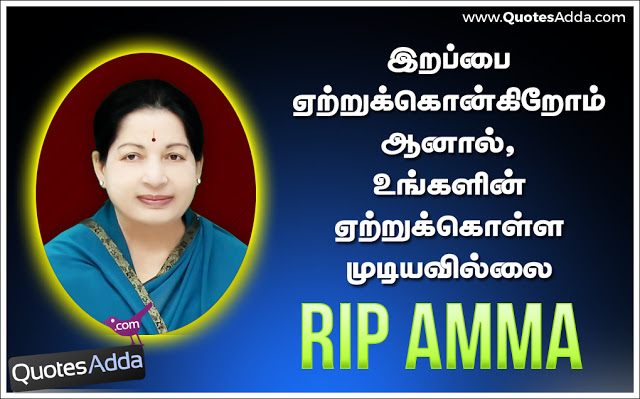 www.QuotesAdda.com
இறப்பை
ஏற்றுக்கொன்கிறோம்
ஆனால்,
உங்களின்
ஏற்றுக்கொள்ள
முடியவில்லை
RIP AMMA
.com
QuotesAdda